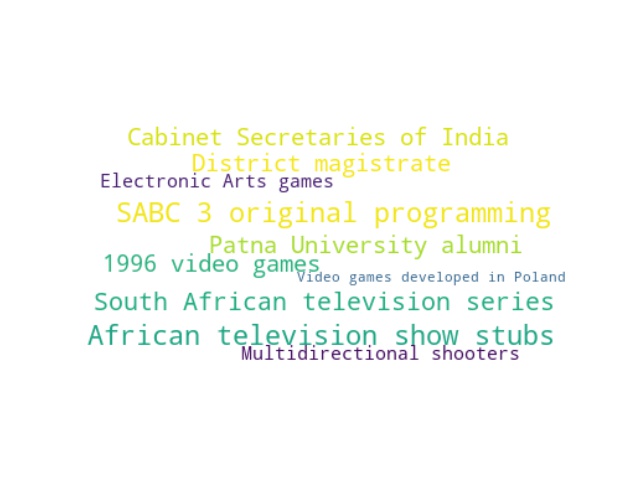 Cabinet Secretaries of India
District magistrate
Electronic Arts games
SABC 3 original programming
Patna University alumni
1996 video games
Video games developed in Poland
South African television series
African television show stubs
Multidirectional shooters